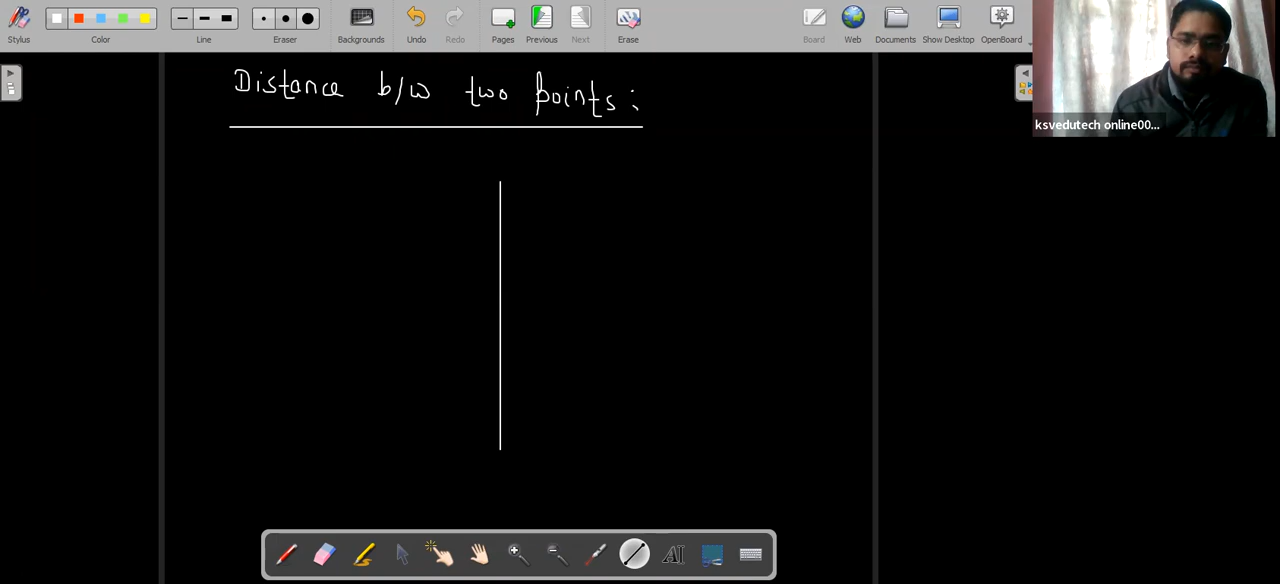 Stylus
Color
Line
Eraser
Backgrounds
Undo
Redo
Pages
Previous
Next
Erase
Board
Web
Documents
Show Desktop
OpenBoard
ksvedutech online00...
Distance b/w two points:
AI